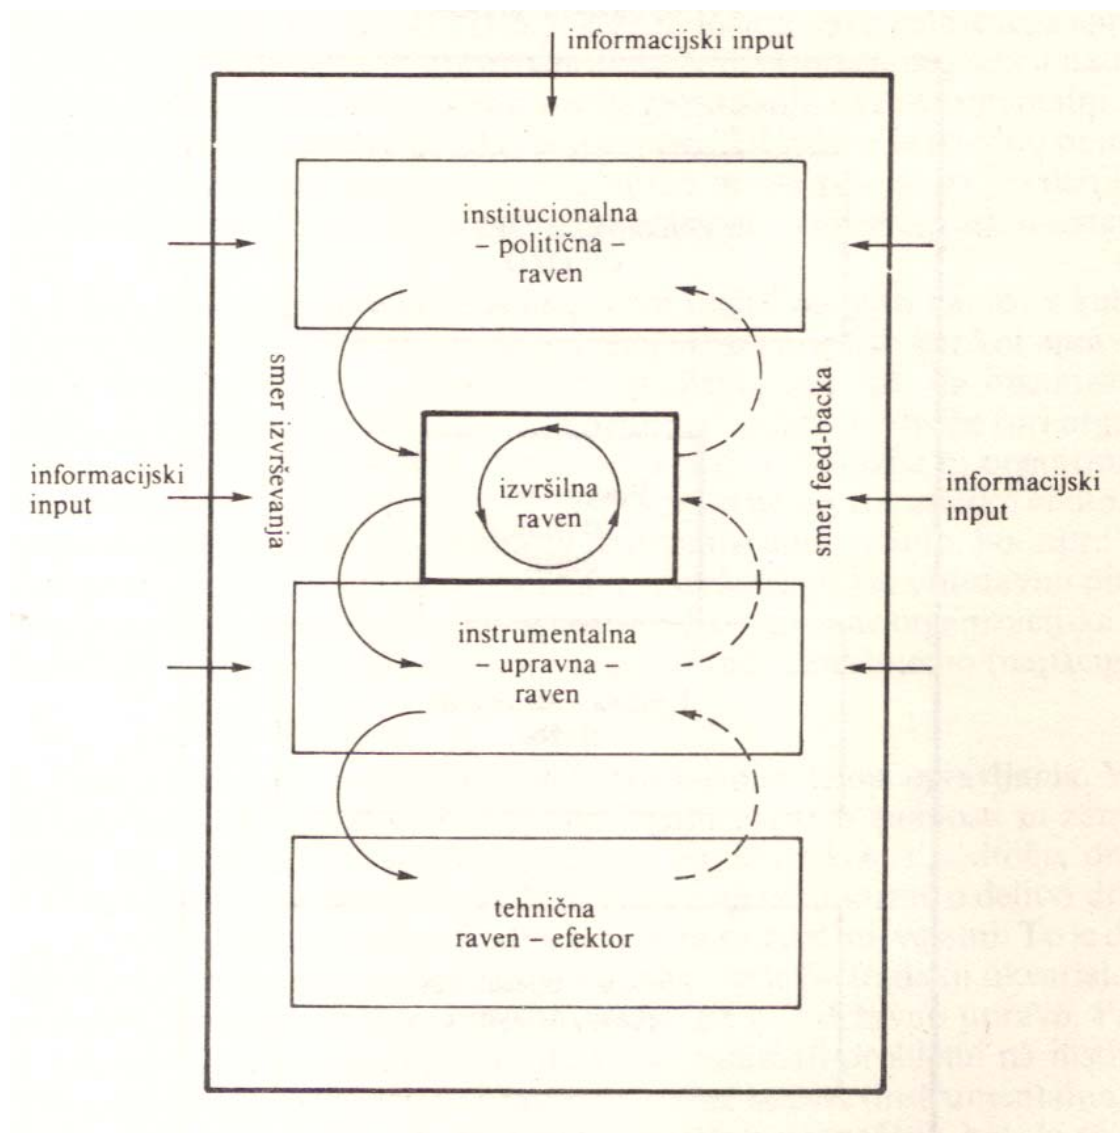 informacijski input
institucionalna
– politična –
raven
smer izvrševanja
smer feed-backa
izvršilna
raven
informacijski
input
informacijski
input
instrumentalna
– upravna –
raven
tehnična
raven – efektor